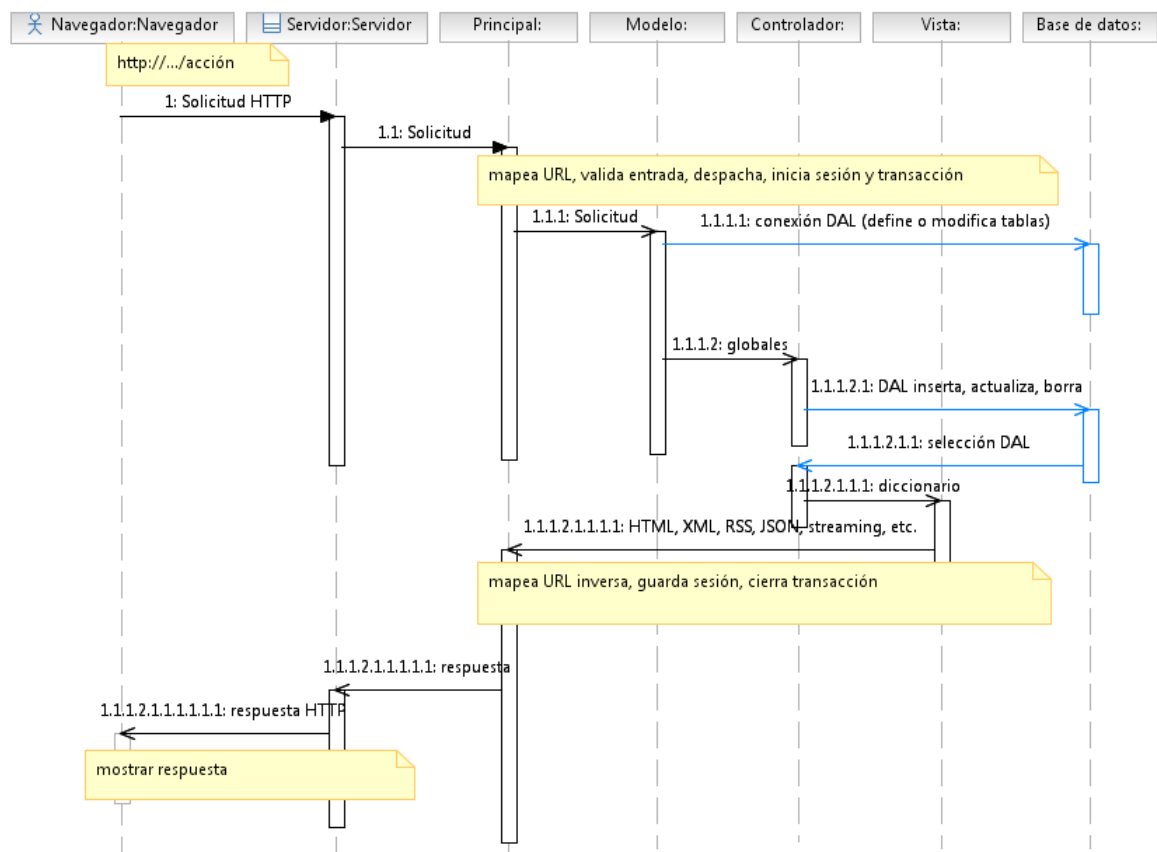 Navegador:Navegador
Servidor:Servidor
Principal:
Modelo:
Controlador:
Vista:
Base de datos:
http://.../acción
1: Solicitud HTTP
1.1: Solicitud
mapea URL, valida entrada, despacha, inicia sesión y transacción
1.1.1: Solicitud
1.1.1.1: conexión DAL (define o modifica tablas)
1.1.1.2: globales
1.1.1.2.1: DAL inserta, actualiza, borra
1.1.1.2.1.1: selección DAL
1.1.1.2.1.1.1: diccionario
1.1.1.2.1.1.1.1: HTML, XML, RSS, JSON, streaming, etc.
mapea URL inversa, guarda sesión, cierra transacción
1.1.1.2.1.1.1.1.1: respuesta
1.1.1.2.1.1.1.1.1.1: respuesta HTTP
mostrar respuesta